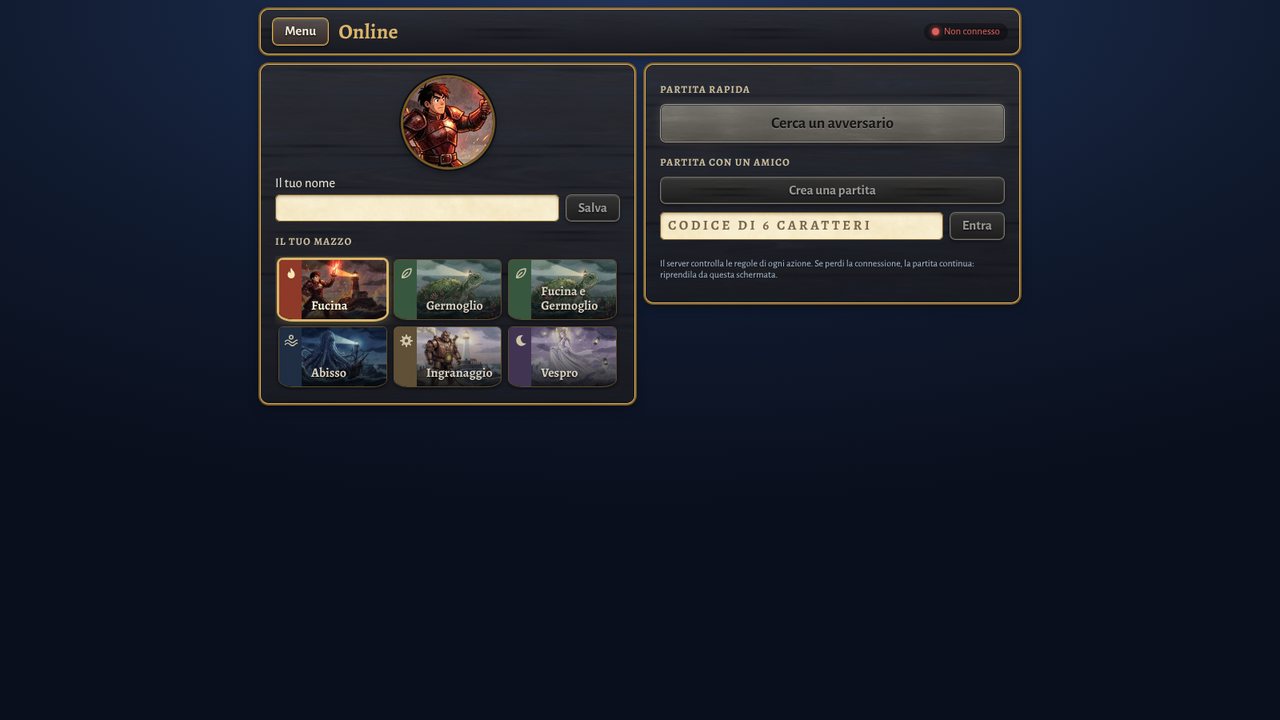 Menu
Online
Non connesso
Il tuo nome
Salva
IL TUO MAZZO
Fucina
Germoglio
Fucina e
Germoglio
Abisso
Ingranaggio
Vespro
PARTITA RAPIDA
Cerca un avversario
PARTITA CON UN AMICO
Crea una partita
CODICE DI 6 CARATTERI
Entra
Il server controlla le regole di ogni azione. Se perdi la connessione, la partita continua:
riprendila da questa schermata.